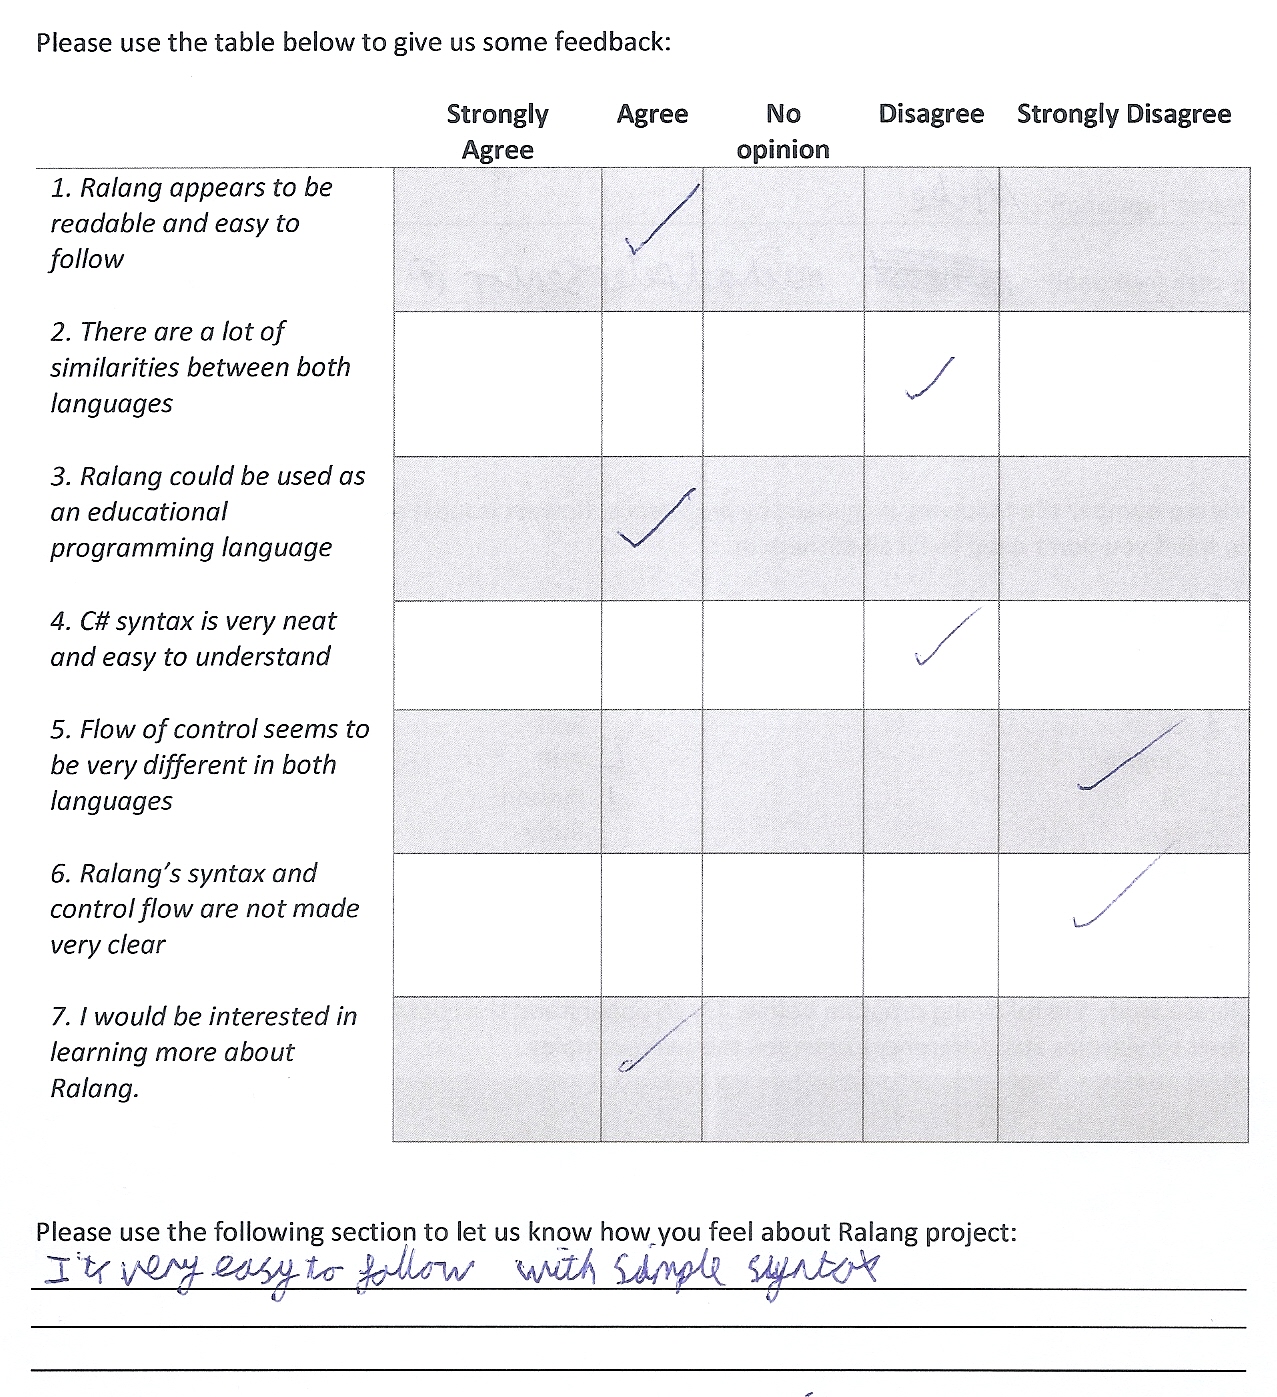 Please use the table below to give us some feedback:
Strongly Agree Agree No opinion Disagree Strongly Disagree
1. Ralang appears to be
readable and easy to
follow
2. There are a lot of
similarities between both
languages
3. Ralang could be used as
an educational
programming language
4. C# syntax is very neat
and easy to understand
5. Flow of control seems to
be very different in both
languages
6. Ralang’s syntax and
control flow are not made
very clear
7. I would be interested in
learning more about
Ralang.
Please use the following section to let us know how you feel about Ralang project:
It's very easy to follow with simple syntax